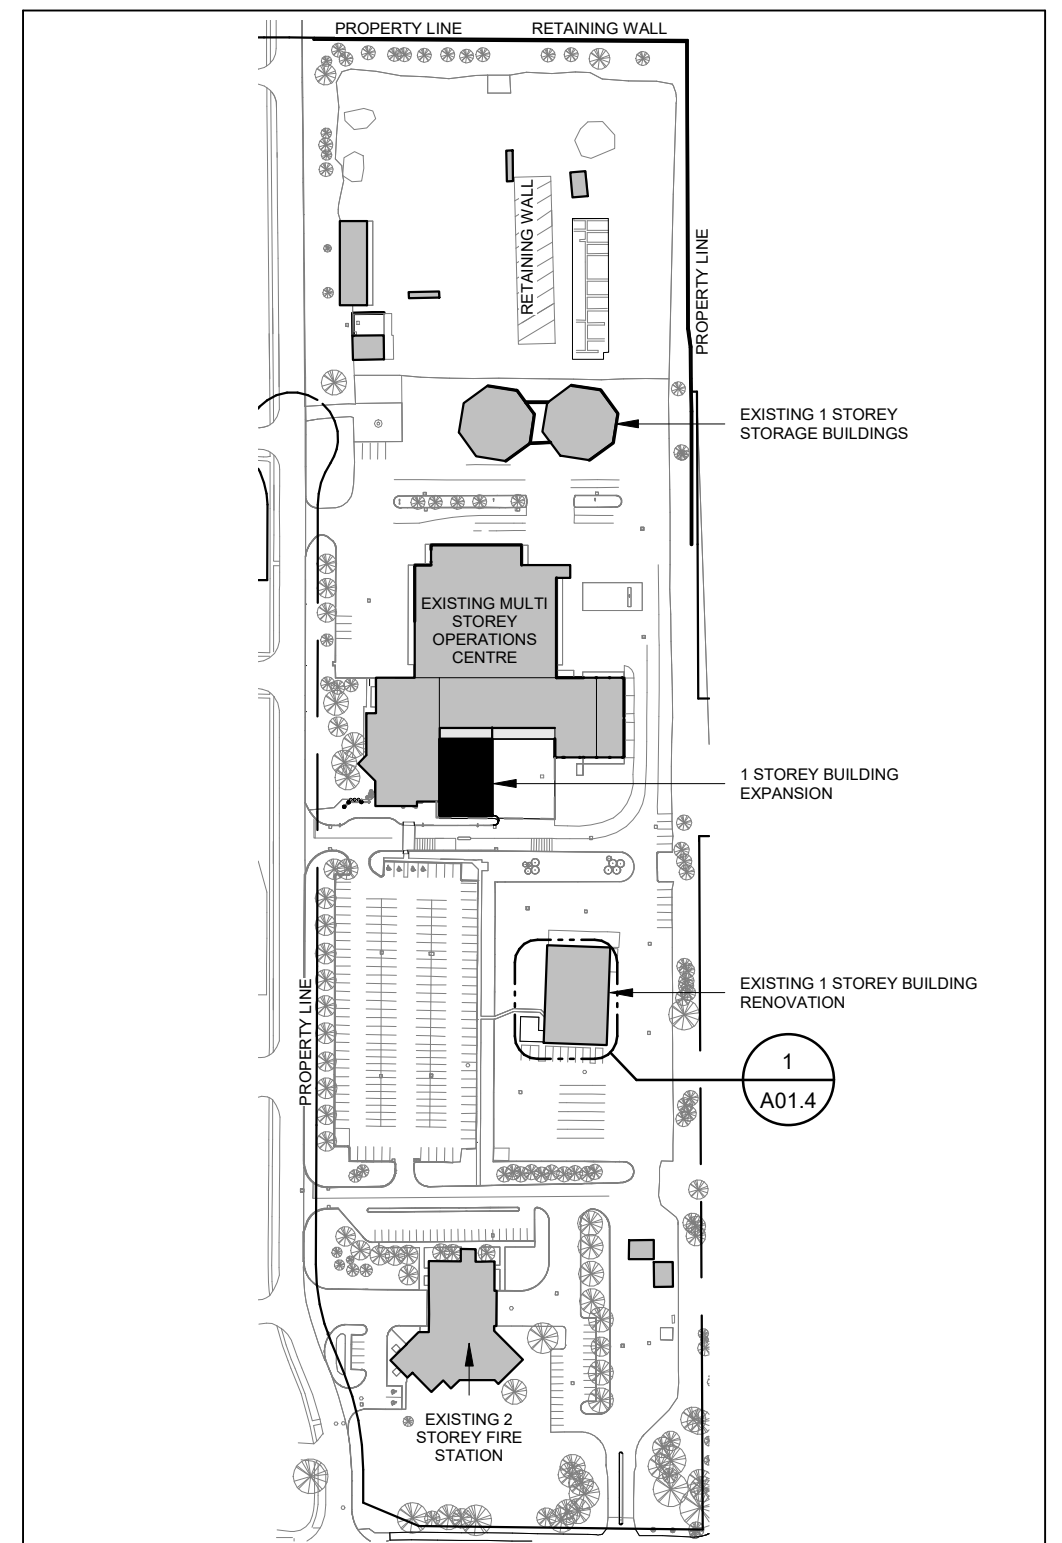 PROPERTY LINE
RETAINING WALL
RETAINING WALL
PROPERTY LINE
EXISTING 1 STOREY
STORAGE BUILDINGS
EXISTING MULTI
STOREY
OPERATIONS
CENTRE
1 STOREY BUILDING
EXPANSION
EXISTING 1 STOREY BUILDING
RENOVATION
PROPERTY LINE
1
A01.4
EXISTING 2
STOREY FIRE
STATION